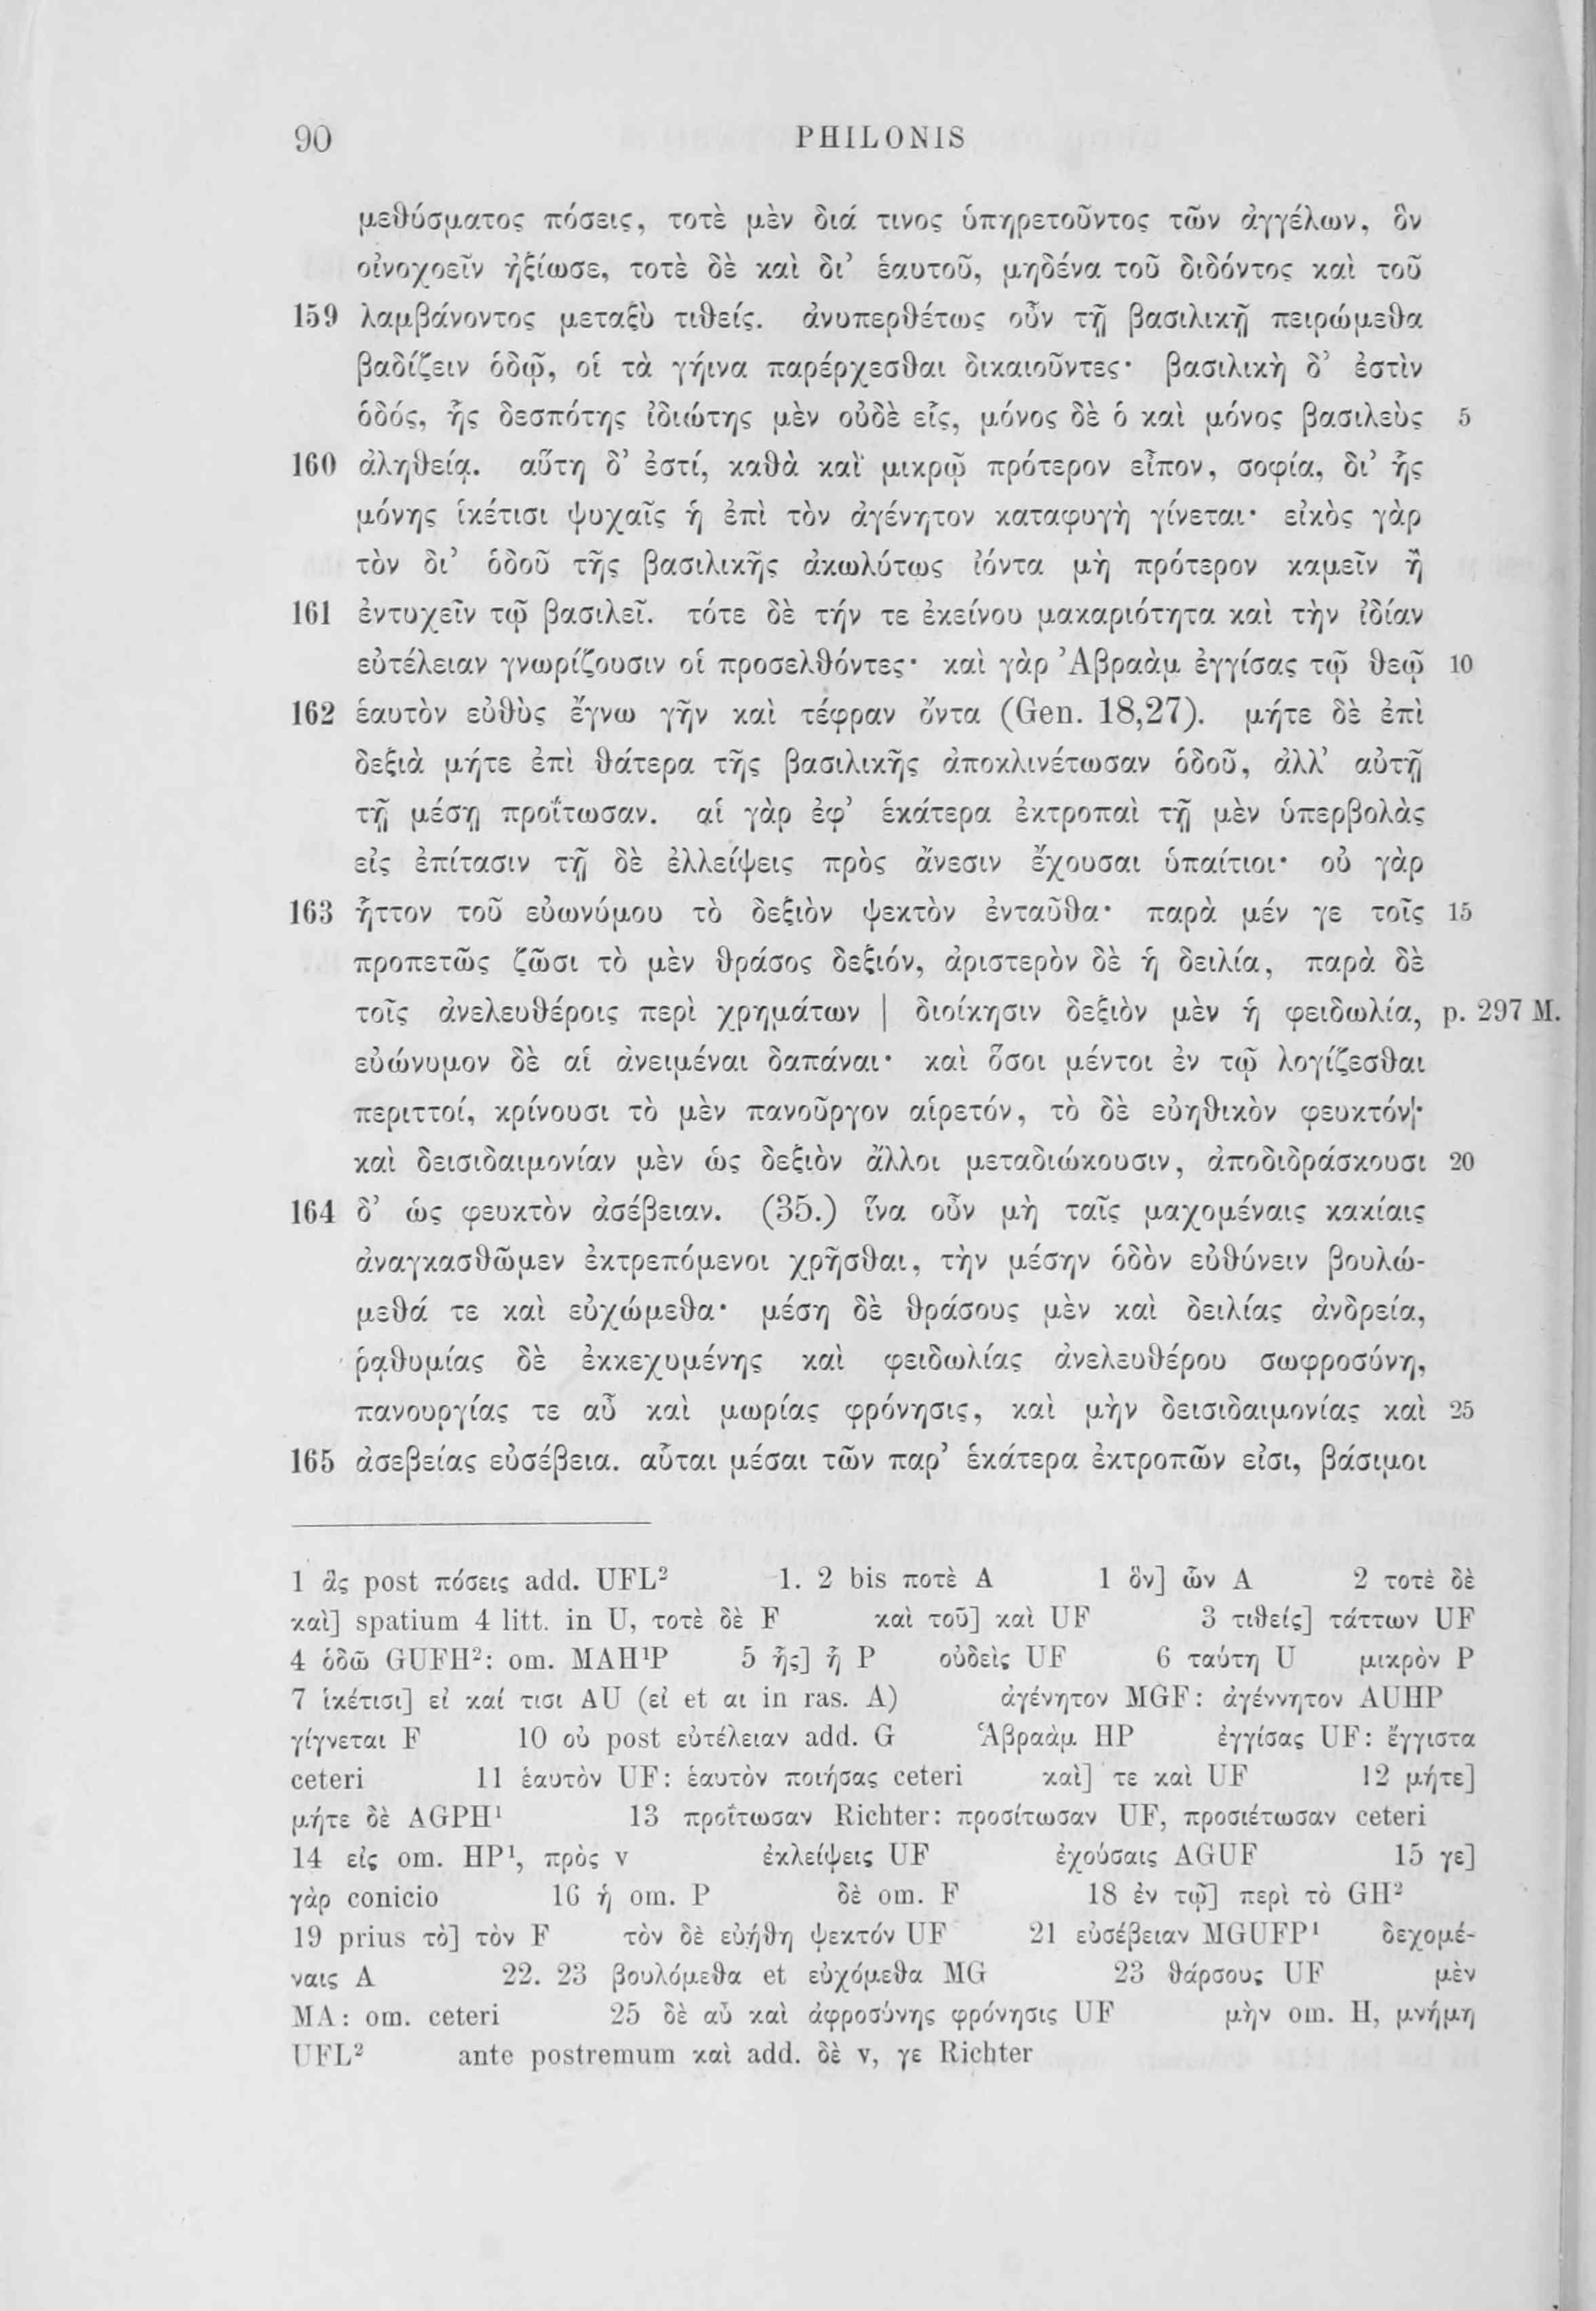 90 PHILONIS
μεθύσματος πόσεις, τοτὲ μὲν διά τινος ὑπηρετοῦντος τῶν ἀγγέλων, ὃν
οἰνοχοεῖν ἠξίωσε, τοτὲ δὲ καὶ δι’ ἑαυτοῦ, μηδένα τοῦ διδόντος καὶ τοῦ
159 λαμβάνοντος μεταξὺ τιθείς. ἀνυπερθέτως οὖν τῇ βασιλικῇ πειρώμεθα
βαδίζειν ὁδῷ, οἱ τὰ γήινα παρέρχεσθαι δικαιοῦντες· βασιλικὴ δ’ ἐστὶν
ὁδός, ἧς δεσπότης ἰδιώτης μὲν οὐδὲ εἷς, μόνος δὲ ὁ καὶ μόνος βασιλεὺς 5
160 ἀληθείᾳ. αὕτη δ’ ἐστί, καθὰ καὶ μικρῷ πρότερον εἶπον, σοφία, δι’ ἧς
μόνης ἱκέτισι ψυχαῖς ἡ ἐπὶ τὸν ἀγένητον καταφυγὴ γίνεται· εἰκὸς γὰρ
τὸν δι’ ὁδοῦ τῆς βασιλικῆς ἀκωλύτως ἰόντα μὴ πρότερον καμεῖν ἢ
161 ἐντυχεῖν τῷ βασιλεῖ. τότε δὲ τήν τε ἐκείνου μακαριότητα καὶ τὴν ἰδίαν
εὐτέλειαν γνωρίζουσιν οἱ προσελθόντες· καὶ γὰρ Ἀβραὰμ ἐγγίσας τῷ θεῷ 10
162 ἑαυτὸν εὐθὺς ἔγνω γῆν καὶ τέφραν ὄντα (Gen. 18,27). μήτε δὲ ἐπὶ
δεξιὰ μήτε ἐπὶ θάτερα τῆς βασιλικῆς ἀποκλινέτωσαν ὁδοῦ, ἀλλ’ αὐτῇ
τῇ μέσῃ προΐτωσαν. αἱ γὰρ ἐφ’ ἑκάτερα ἐκτροπαὶ τῇ μὲν ὑπερβολὰς
εἰς ἐπίτασιν τῇ δὲ ἐλλείψεις πρὸς ἄνεσιν ἔχουσαι ὑπαίτιοι· οὐ γὰρ
163 ἧττον τοῦ εὐωνύμου τὸ δεξιὸν ψεκτὸν ἐνταῦθα· παρὰ μέν γε τοῖς 15
προπετῶς ζῶσι τὸ μὲν θράσος δεξιόν, ἀριστερὸν δὲ ἡ δειλία, παρὰ δὲ
τοῖς ἀνελευθέροις περὶ χρημάτων | διοίκησιν δεξιὸν μὲν ἡ φειδωλία, p. 297 M.
εὐώνυμον δὲ αἱ ἀνειμέναι δαπάναι· καὶ ὅσοι μέντοι ἐν τῷ λογίζεσθαι
περιττοί, κρίνουσι τὸ μὲν πανοῦργον αἱρετόν, τὸ δὲ εὐηθικὸν φευκτόν·
καὶ δεισιδαιμονίαν μὲν ὡς δεξιὸν ἄλλοι μεταδιώκουσιν, ἀποδιδράσκουσι 20
164 δ’ ὡς φευκτὸν ἀσέβειαν. (35.) ἵνα οὖν μὴ ταῖς μαχομέναις κακίαις
ἀναγκασθῶμεν ἐκτρεπόμενοι χρῆσθαι, τὴν μέσην ὁδὸν εὐθύνειν βουλώ-
μεθά τε καὶ εὐχώμεθα· μέση δὲ θράσους μὲν καὶ δειλίας ἀνδρεία,
ῥᾳθυμίας δὲ ἐκκεχυμένης καὶ φειδωλίας ἀνελευθέρου σωφροσύνη,
πανουργίας τε αὖ καὶ μωρίας φρόνησις, καὶ μὴν δεισιδαιμονίας καὶ 25
165 ἀσεβείας εὐσέβεια. αὗται μέσαι τῶν παρ’ ἑκάτερα ἐκτροπῶν εἰσι, βάσιμοι
1 ἃς post πόσεις add. UFL² 1. 2 bis ποτὲ A 1 ὃν] ὧν A 2 τοτὲ δὲ
καὶ] spatium 4 litt. in U, τοτὲ δὲ F καὶ τοῦ] καὶ UF 3 τιθείς] τάττων UF
4 ὁδῶ GUFH²: om. MAH¹P 5 ἧς] ἡ P οὐδεὶς UF 6 ταύτη U μικρὸν P
7 ἱκέτισι] εἰ καί τισι AU (εἰ et αι in ras. A) ἀγένητον MGF: ἀγέννητον AUHP
γίγνεται F 10 οὐ post εὐτέλειαν add. G Ἁβραὰμ HP ἐγγίσας UF: ἔγγιστα
ceteri 11 ἑαυτὸν UF: ἑαυτὸν ποιήσας ceteri καὶ] τε καὶ UF 12 μήτε]
μήτε δὲ AGPH¹ 13 προΐτωσαν Richter: προσίτωσαν UF, προσιέτωσαν ceteri
14 εἰς om. HP¹, πρὸς v ἐκλείψεις UF ἐχούσαις AGUF 15 γε]
γὰρ conicio 16 ἡ om. P δὲ om. F 18 ἐν τῷ] περὶ τὸ GH²
19 prius τὸ] τὸν F τὸν δὲ εὐήθη ψεκτόν UF 21 εὐσέβειαν MGUFP¹ δεχομέ-
ναις A 22. 23 βουλόμεθα et εὐχόμεθα MG 23 θάρσους UF μὲν
MA: om. ceteri 25 δὲ αὖ καὶ ἀφροσύνης φρόνησις UF μὴν om. H, μνήμη
UFL² ante postremum καὶ add. δὲ v, γε Richter